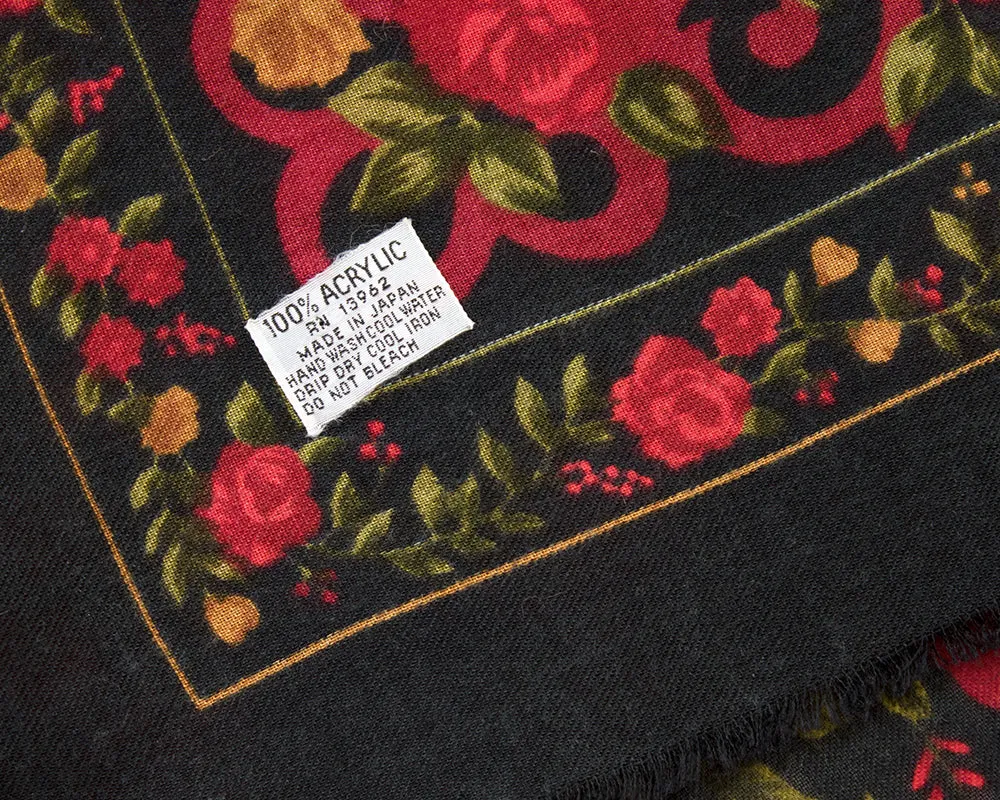 100% ACRYLIC
RN 13962
MADE IN JAPAN
HAND WASH COOL WATER
DRIP DRY COOL IRON
DO NOT BLEACH